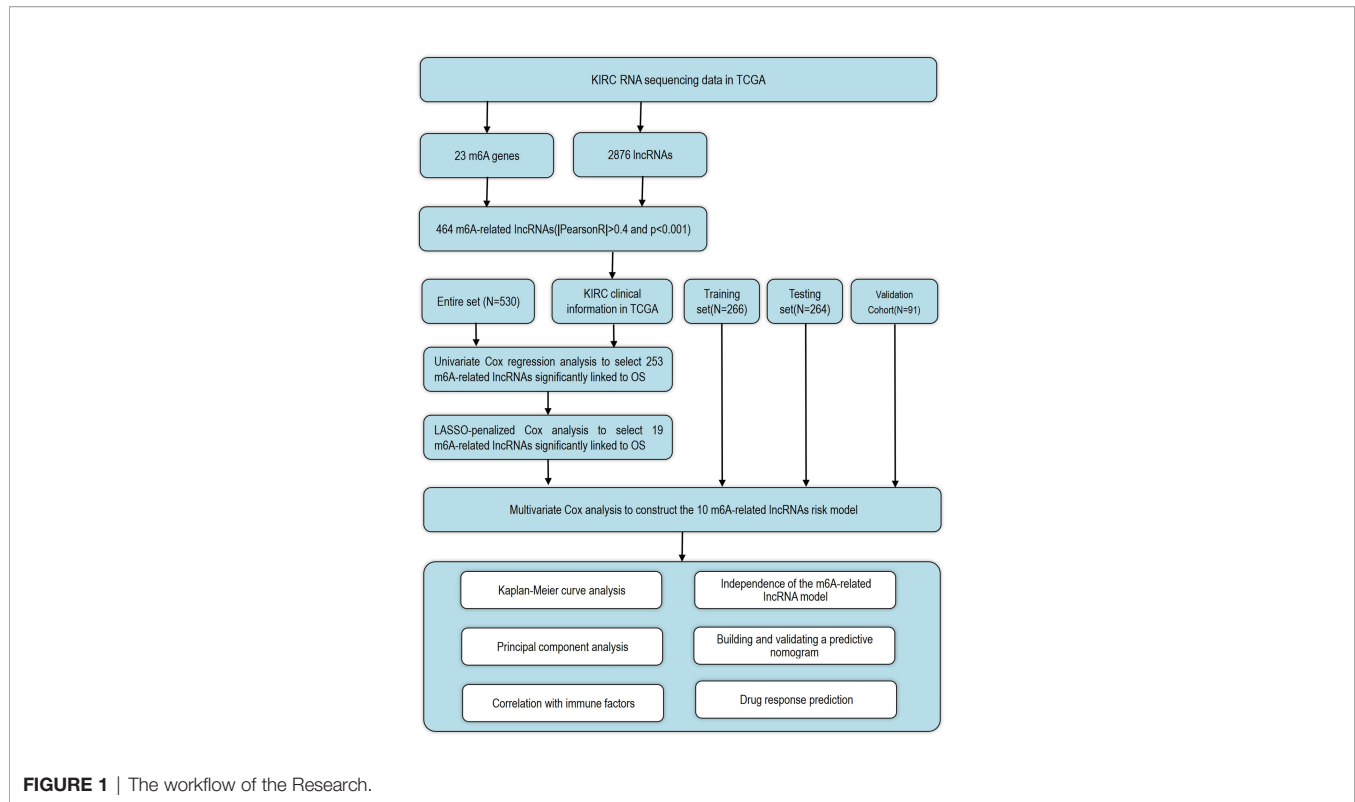 KIRC RNA sequencing data in TCGA
23 m6A genes
2876 lncRNAs
464 m6A-related lncRNAs(|PearsonR|>0.4 and p<0.001)
Entire set (N=530)
KIRC clinical
information in TCGA
Training
set(N=266)
Testing
set(N=264)
Validation
Cohort(N=91)
Univariate Cox regression analysis to select 253
m6A-related lncRNAs significantly linked to OS
LASSO-penalized Cox analysis to select 19
m6A-related lncRNAs significantly linked to OS
Multivariate Cox analysis to construct the 10 m6A-related lncRNAs risk model
Kaplan-Meier curve analysis
Independence of the m6A-related
lncRNA model
Principal component analysis
Building and validating a predictive
nomogram
Correlation with immune factors
Drug response prediction
FIGURE 1 | The workflow of the Research.